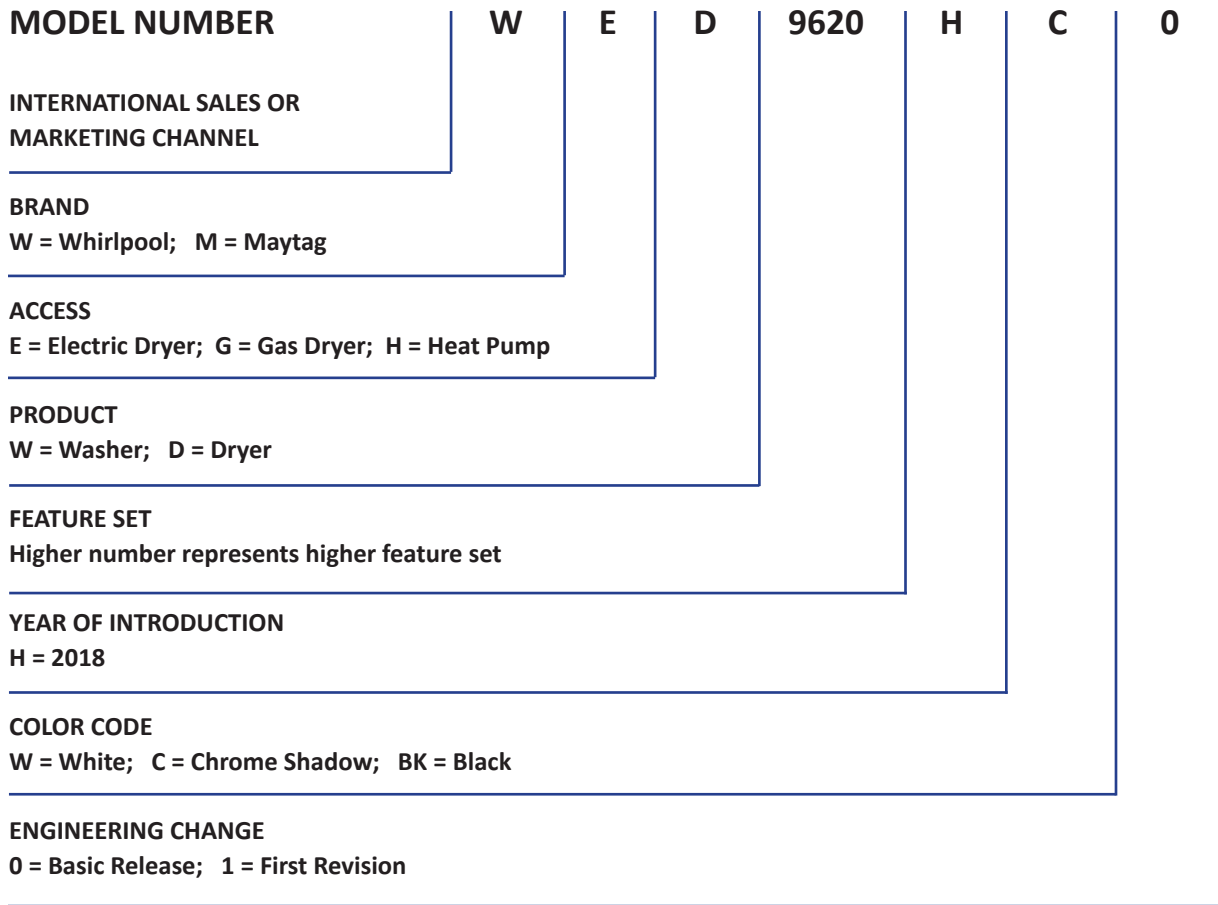 MODEL NUMBER W E D 9620 H C 0
INTERNATIONAL SALES OR
MARKETING CHANNEL
BRAND
W = Whirlpool; M = Maytag
ACCESS
E = Electric Dryer; G = Gas Dryer; H = Heat Pump
PRODUCT
W = Washer; D = Dryer
FEATURE SET
Higher number represents higher feature set
YEAR OF INTRODUCTION
H = 2018
COLOR CODE
W = White; C = Chrome Shadow; BK = Black
ENGINEERING CHANGE
0 = Basic Release; 1 = First Revision